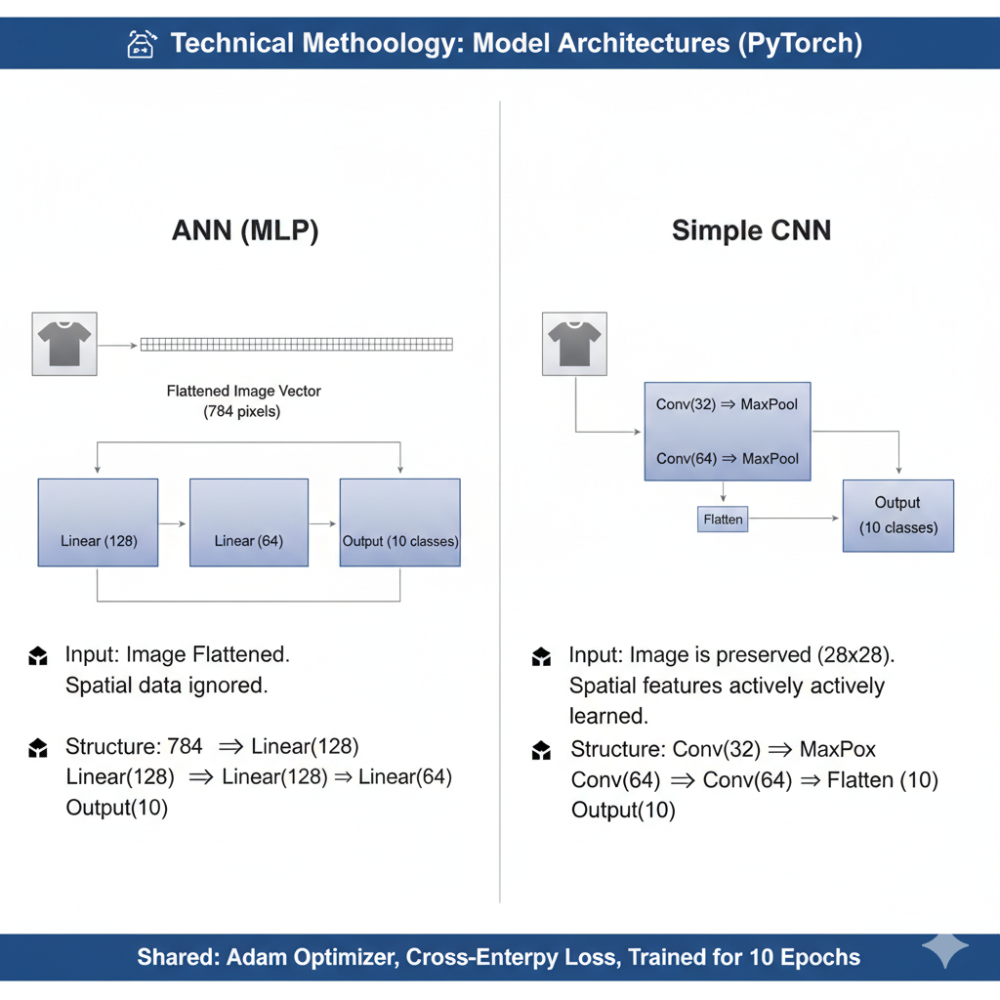 Technical Methoology: Model Architectures (PyTorch)
ANN (MLP)
Flattened Image Vector
(784 pixels)
Linear (128)
Linear (64)
Output (10 classes)
Input: Image Flattened.
Spatial data ignored.
Structure: 784 ⇒ Linear(128)
Linear(128) ⇒ Linear(128) ⇒ Linear(64)
Output(10)
Simple CNN
Conv(32) ⇒ MaxPool
Conv(64) ⇒ MaxPool
Flatten
Output
(10 classes)
Input: Image is preserved (28x28).
Spatial features actively actively
learned.
Structure: Conv(32) ⇒ MaxPox
Conv(64) ⇒ Conv(64) ⇒ Flatten (10)
Output(10)
Shared: Adam Optimizer, Cross-Enterpy Loss, Trained for 10 Epochs